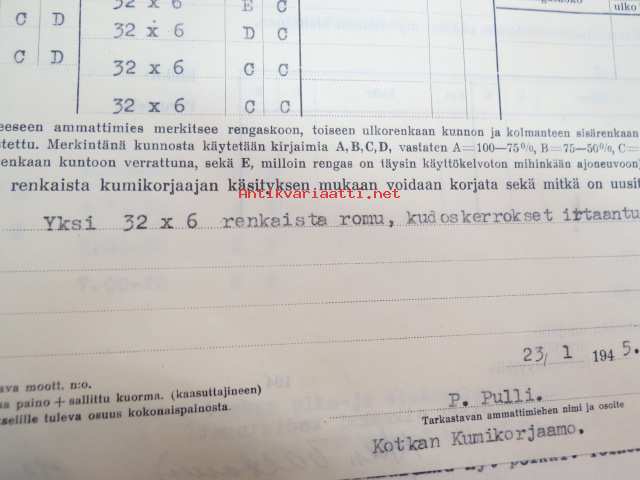 32 x 6 E C
C D 32 x 6 D C
ulko
C D 32 x 6 C C
32 x 6 C C
eeseen ammattimies merkitsee rengaskoon, toiseen ulkorenkaan kunnon ja kolmanteen sisärenkaan
stettu. Merkintänä kunnosta käytetään kirjaimia A, B, C, D, vastaten A=100—75%, B=75—50%, C=
enkaan kuntoon verrattuna, sekä E, milloin rengas on täysin käyttökelvoton mihinkään ajoneuvoon)
renkaista kumikorjaajan käsityksen mukaan voidaan korjata sekä mitkä on uusit
Antikvariaatti.net
Yksi 32 x 6 renkaista romu, kudoskerrokset irtaantu
23/ 1 1945.
ava moott. n:o.
sa paino + sallittu kuorma. (kaasuttajineen)
selille tuleva osuus kokonaispainosta.
P. Pulli.
Tarkastavan ammattimiehen nimi ja osoite
Kotkan Kumikorjaamo.